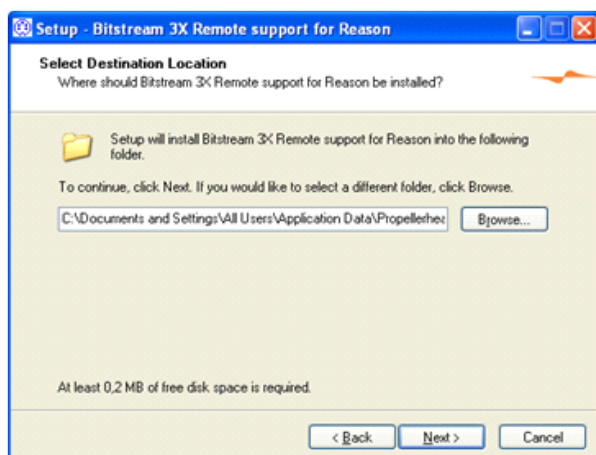 Setup - Bitstream 3X Remote support for Reason
Select Destination Location
Where should Bitstream 3X Remote support for Reason be installed?
Setup will install Bitstream 3X Remote support for Reason into the following
folder.
To continue, click Next. If you would like to select a different folder, click Browse.
C:\Documents and Settings\All Users\Application Data\Propellerhea
Browse...
At least 0,2 MB of free disk space is required.
< Back
Next >
Cancel